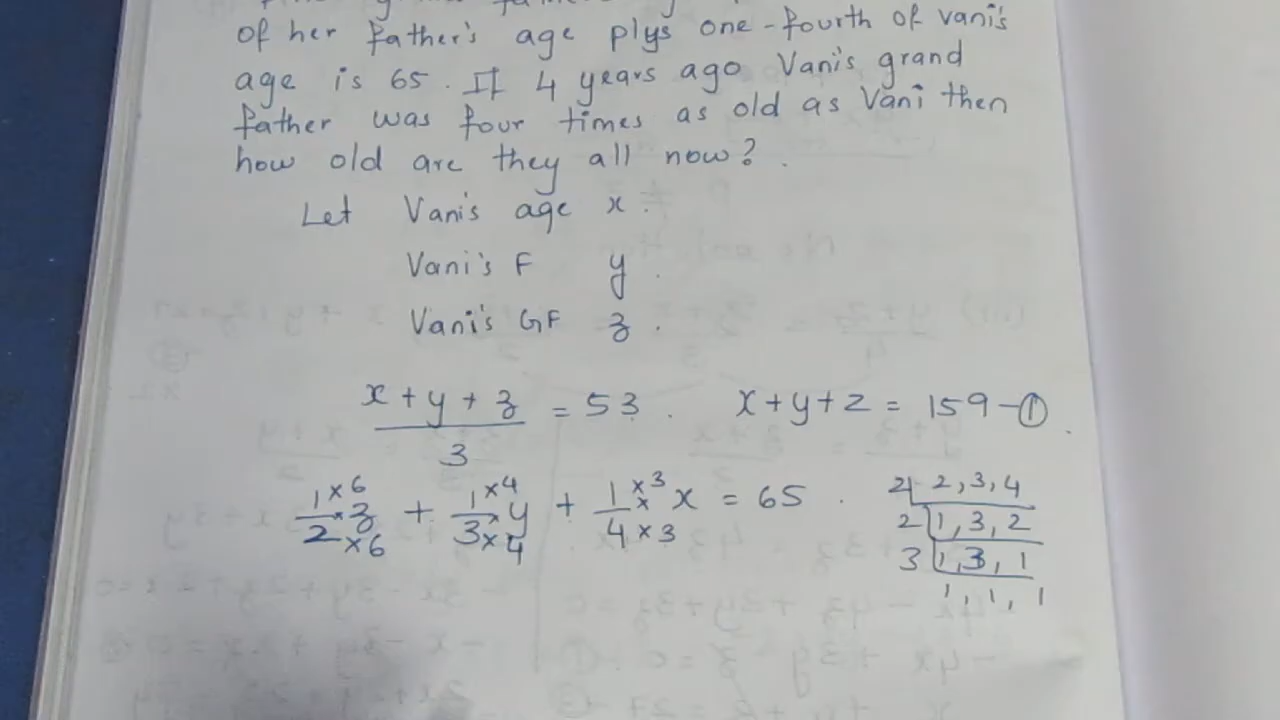 of her father's age plys one-fourth of vani's
age is 65. If 4 years ago Vani's grand
father was four times as old as Vani then
how old are they all now?
Let Vani's age x.
Vani's F y.
Vani's GF z.
x+y+z/3 = 53. x+y+z = 159-①
1×6/2×6 × z + 1×4/3×4 × y + 1×3/4×3 × x = 65.
2 | 2,3,4
2 | 1,3,2
3 | 1,3,1
1,1,1